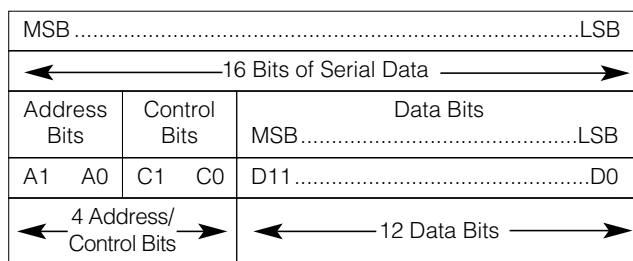 MSB...........................................................................LSB
16 Bits of Serial Data
Address Bits
Control Bits
Data Bits
MSB.........................................LSB
A1 A0
C1 C0
D11.................................................D0
4 Address/
Control Bits
12 Data Bits